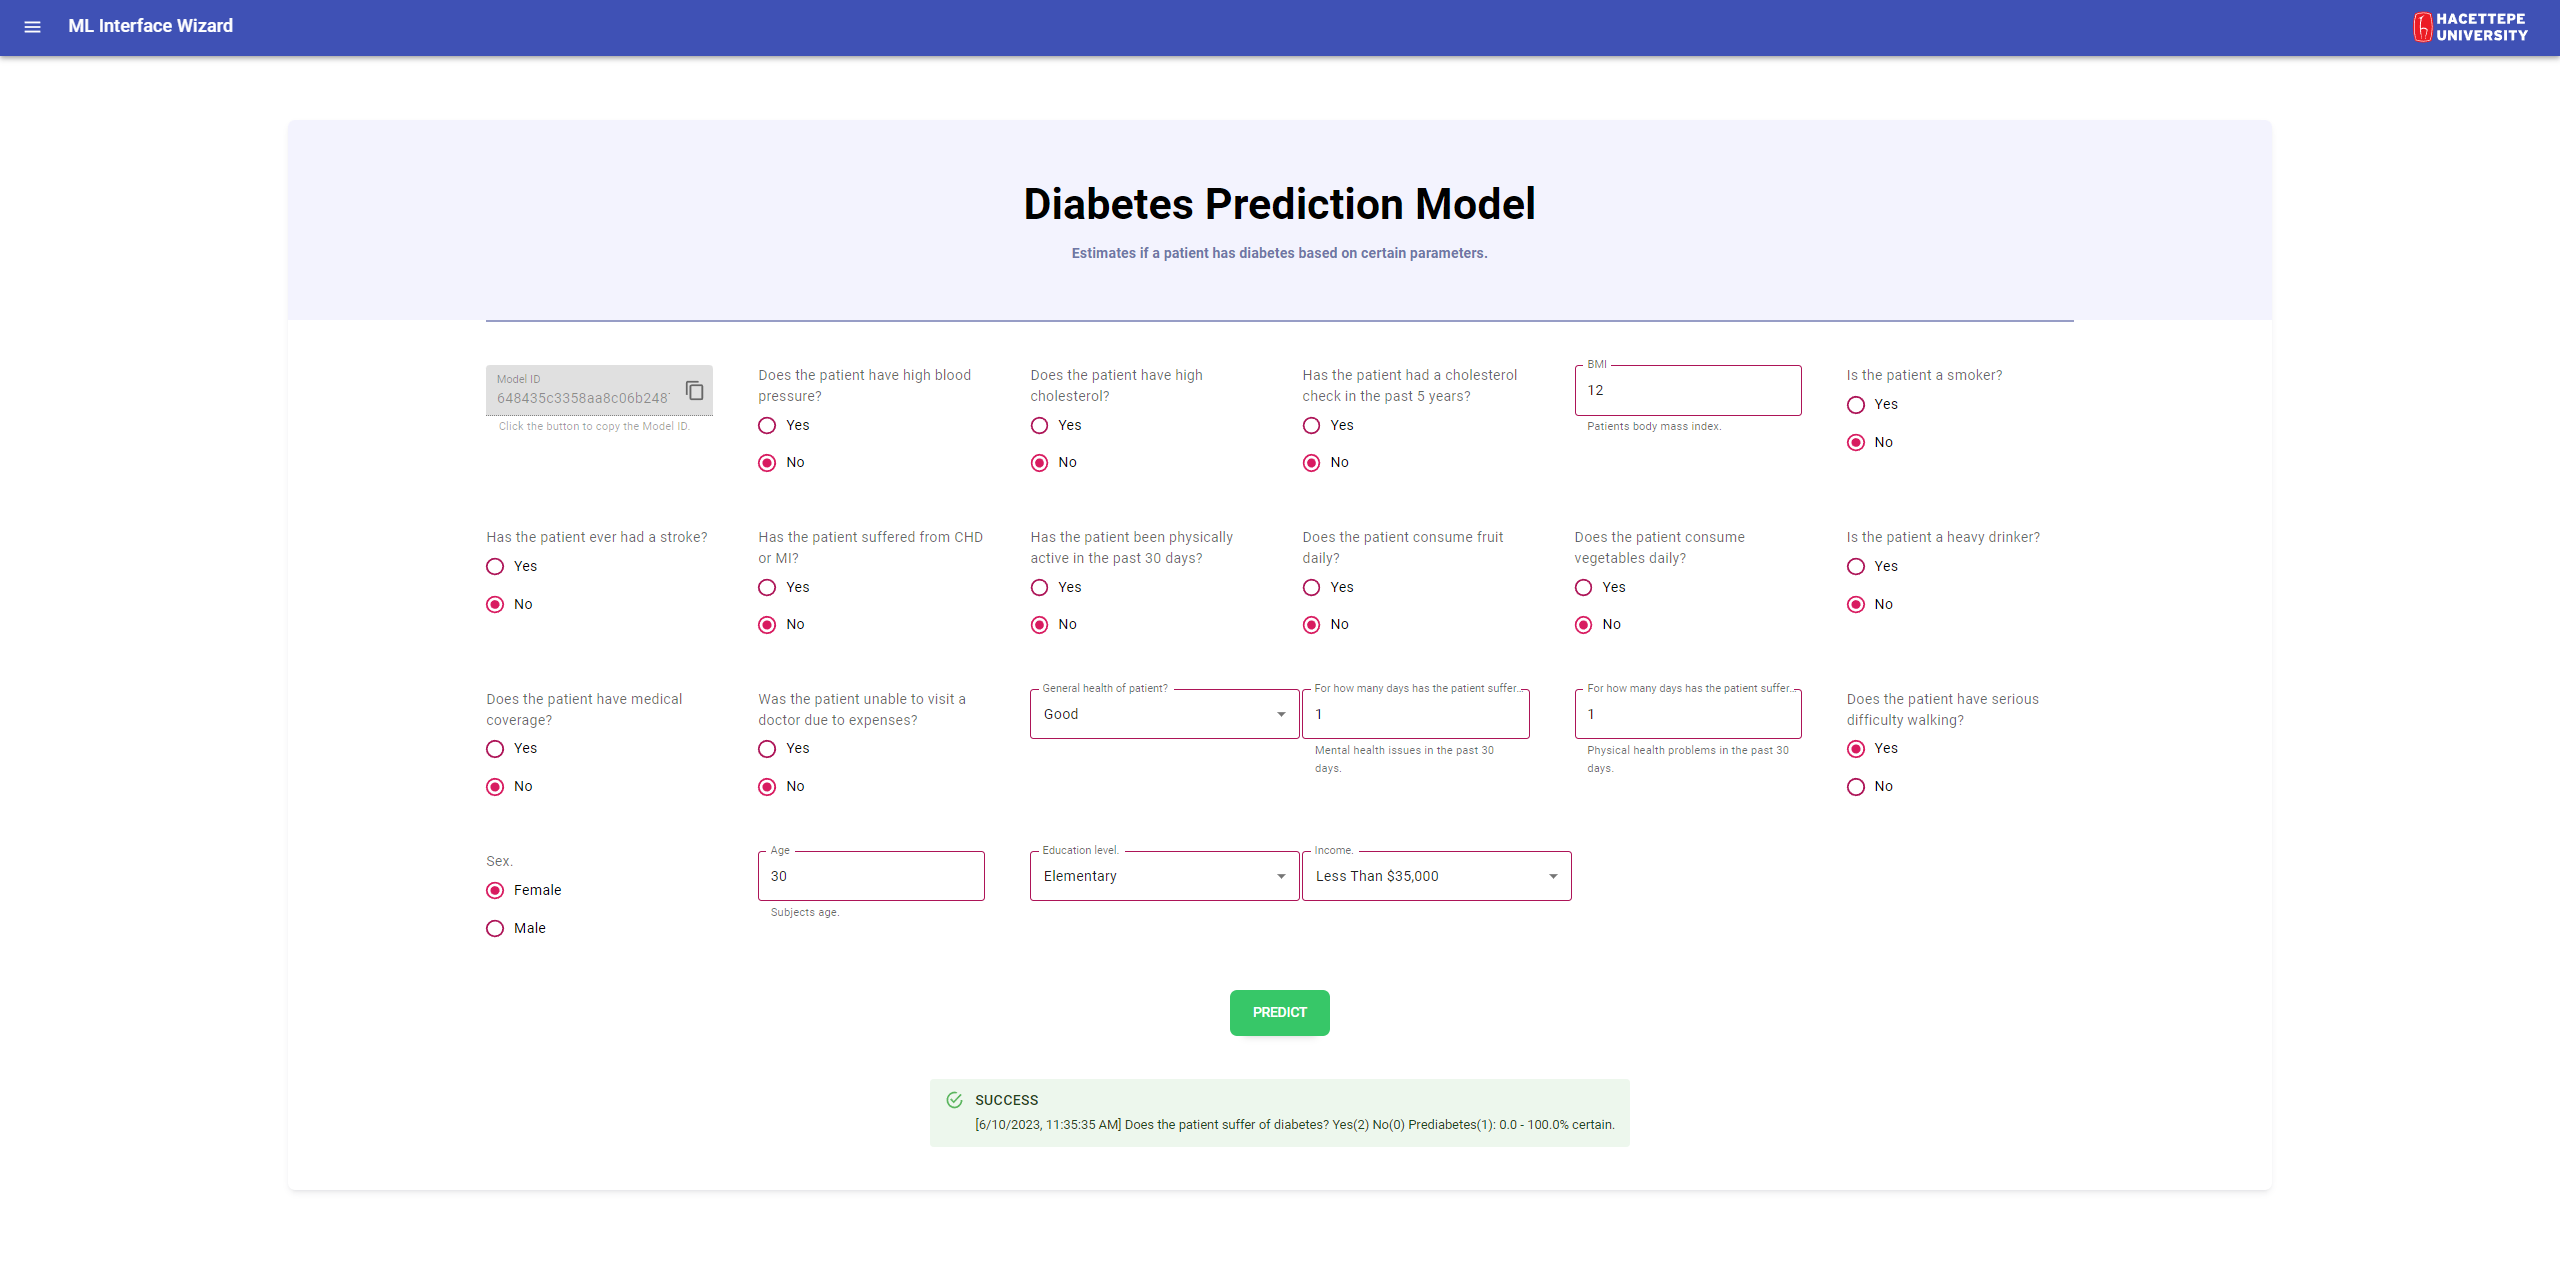 ML Interface Wizard
HACETTEPE
UNIVERSITY
Diabetes Prediction Model
Estimates if a patient has diabetes based on certain parameters.
Model ID
648435c3358aa8c06b248
Click the button to copy the Model ID.
Does the patient have high blood
pressure?
Yes
No
Does the patient have high
cholesterol?
Yes
No
Has the patient had a cholesterol
check in the past 5 years?
Yes
No
BMI
12
Patients body mass index.
Is the patient a smoker?
Yes
No
Has the patient ever had a stroke?
Yes
No
Has the patient suffered from CHD
or MI?
Yes
No
Has the patient been physically
active in the past 30 days?
Yes
No
Does the patient consume fruit
daily?
Yes
No
Does the patient consume
vegetables daily?
Yes
No
Is the patient a heavy drinker?
Yes
No
Does the patient have medical
coverage?
Yes
No
Was the patient unable to visit a
doctor due to expenses?
Yes
No
General health of patient?
Good
For how many days has the patient suffer...
1
Mental health issues in the past 30
days.
For how many days has the patient suffer...
1
Physical health problems in the past 30
days.
Does the patient have serious
difficulty walking?
Yes
No
Sex.
Female
Male
Age
30
Subjects age.
Education level.
Elementary
Income.
Less Than $35,000
PREDICT
SUCCESS
[6/10/2023, 11:35:35 AM] Does the patient suffer of diabetes? Yes(2) No(0) Prediabetes(1): 0.0 - 100.0% certain.